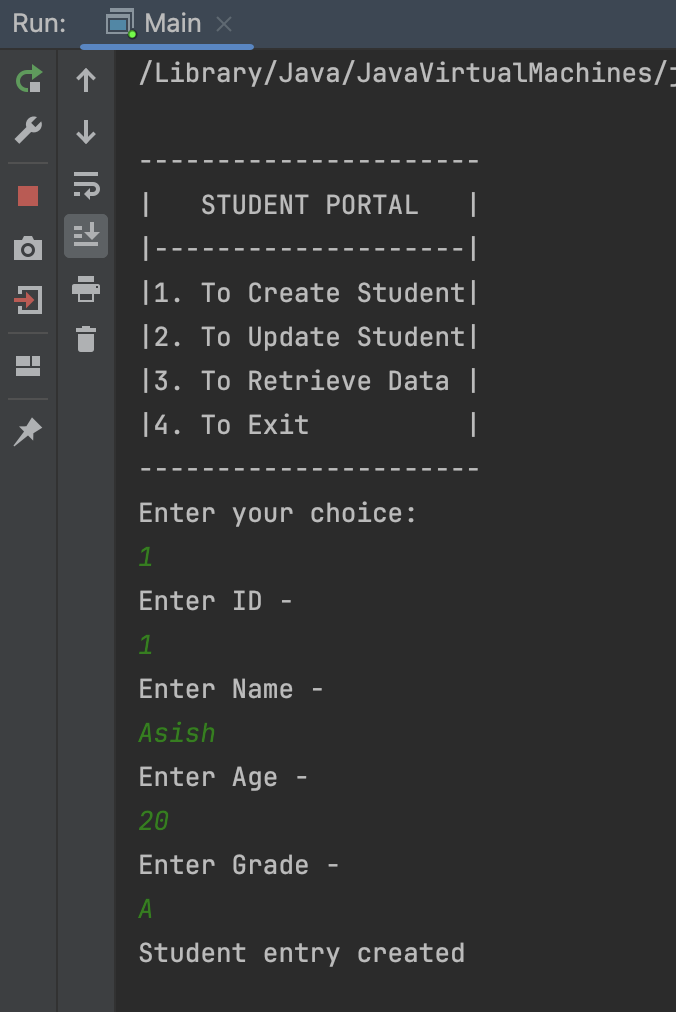 Run: Main
/Library/Java/JavaVirtualMachines/
----------------------
|   STUDENT PORTAL   |
|--------------------|
|1. To Create Student|
|2. To Update Student|
|3. To Retrieve Data |
|4. To Exit          |
----------------------
Enter your choice:
1
Enter ID -
1
Enter Name -
Asish
Enter Age -
20
Enter Grade -
A
Student entry created